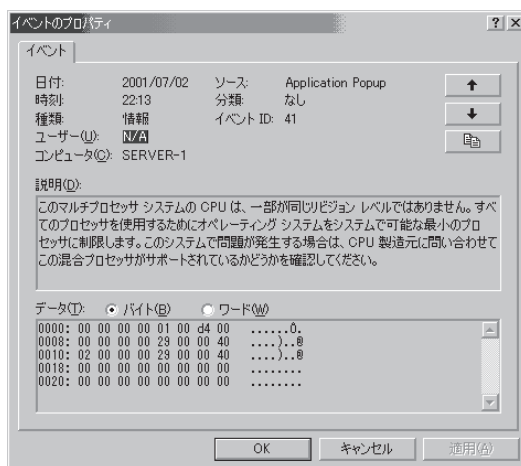 イベントのプロパティ
イベント
日付: 2001/07/02 ソース: Application Popup
時刻: 22:13 分類: なし
種類: 情報 イベント ID: 41
ユーザー(U): N/A
コンピュータ(C): SERVER-1
説明(D):
このマルチプロセッサ システムの CPU は、一部が同じリビジョン レベルではありません。すべ
てのプロセッサを使用するためにオペレーティング システムをシステムで可能な最小のプロ
セッサに制限します。このシステムで問題が発生する場合は、CPU 製造元に問い合わせて
この混合プロセッサがサポートされているかどうかを確認してください。
データ(T): バイト(B) ワード(W)
0000: 00 00 00 00 01 00 d4 00 ......Ô.
0008: 00 00 00 00 29 00 00 40 ....)..@
0010: 02 00 00 00 29 00 00 40 ....)..@
0018: 00 00 00 00 00 00 00 00 ........
0020: 00 00 00 00 00 00 00 00 ........
OK キャンセル 適用(A)